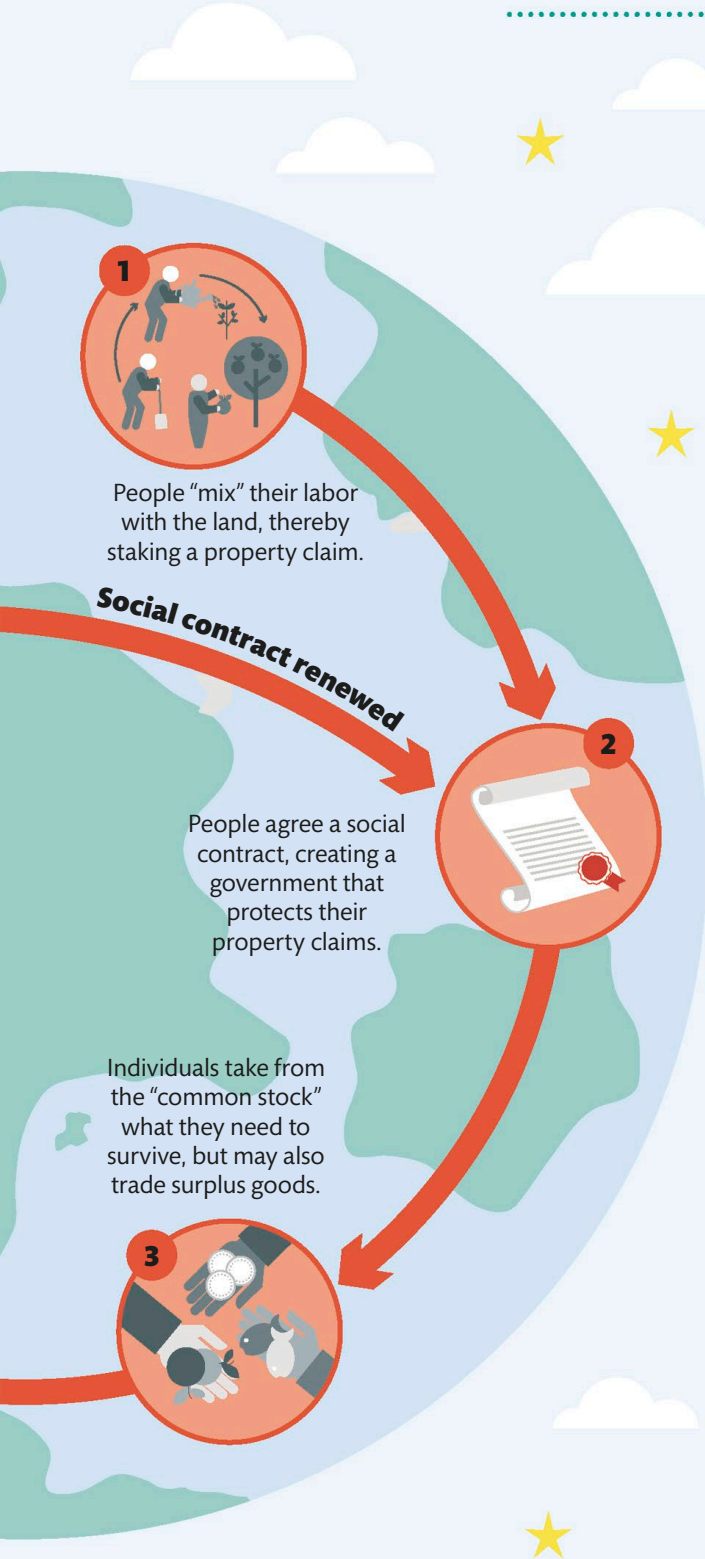 1
People “mix” their labor
with the land, thereby
staking a property claim.
Social contract renewed
2
People agree a social
contract, creating a
government that
protects their
property claims.
Individuals take from
the “common stock”
what they need to
survive, but may also
trade surplus goods.
3